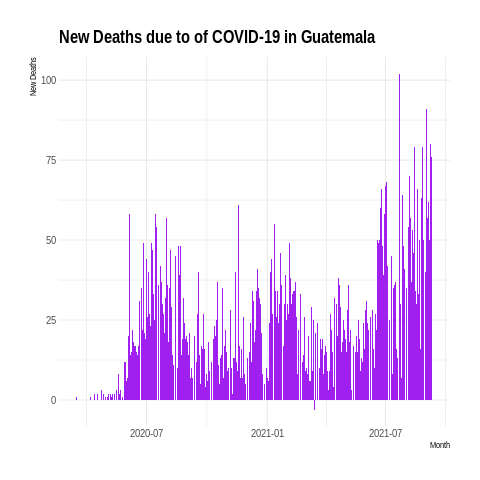 New Deaths due to of COVID-19 in Guatemala
New Deaths
100
75
50
25
0
2020-07
2021-01
2021-07
Month